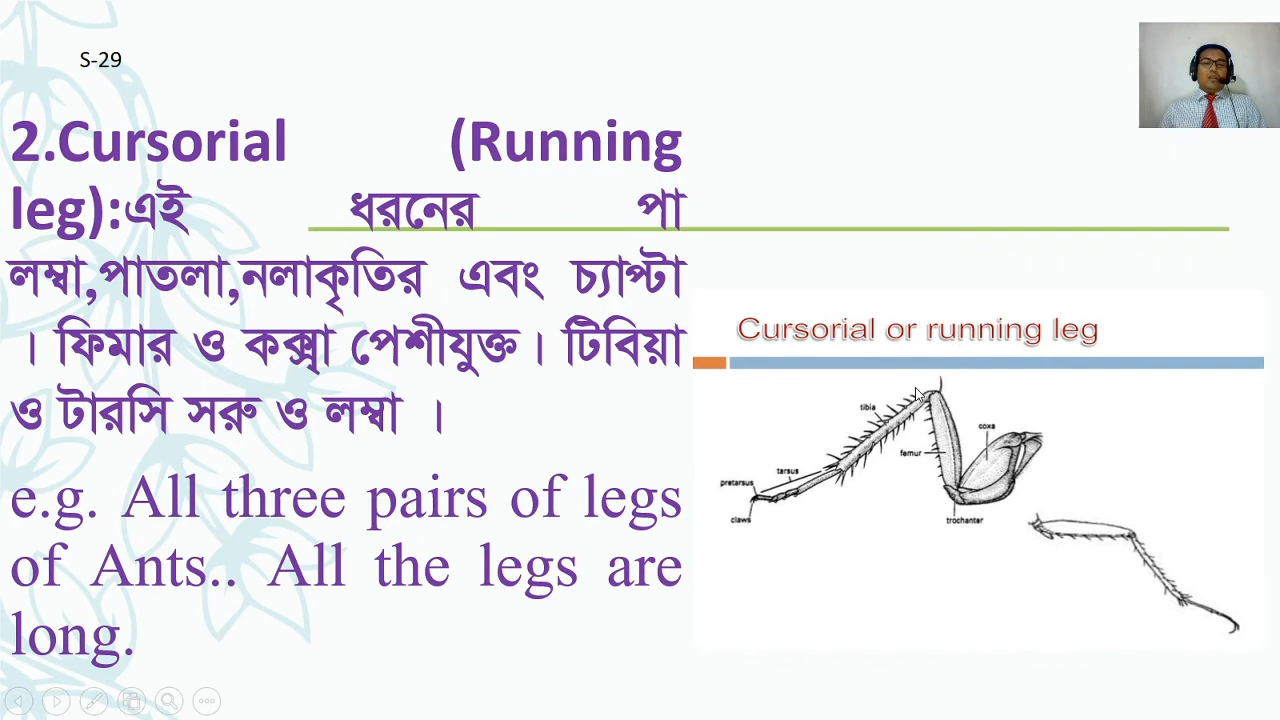 S-29
2.Cursorial (Running
leg):এই ধরনের পা
লম্বা,পাতলা,নলাকৃতির এবং চ্যাপ্টা
। ফিমার ও কক্সা পেশীযুক্ত। টিবিয়া
ও টারসি সরু ও লম্বা ।
e.g. All three pairs of legs
of Ants.. All the legs are
long.
Cursorial or running leg
tibia
coxa
femur
tarsus
pretarsus
claws
trochanter